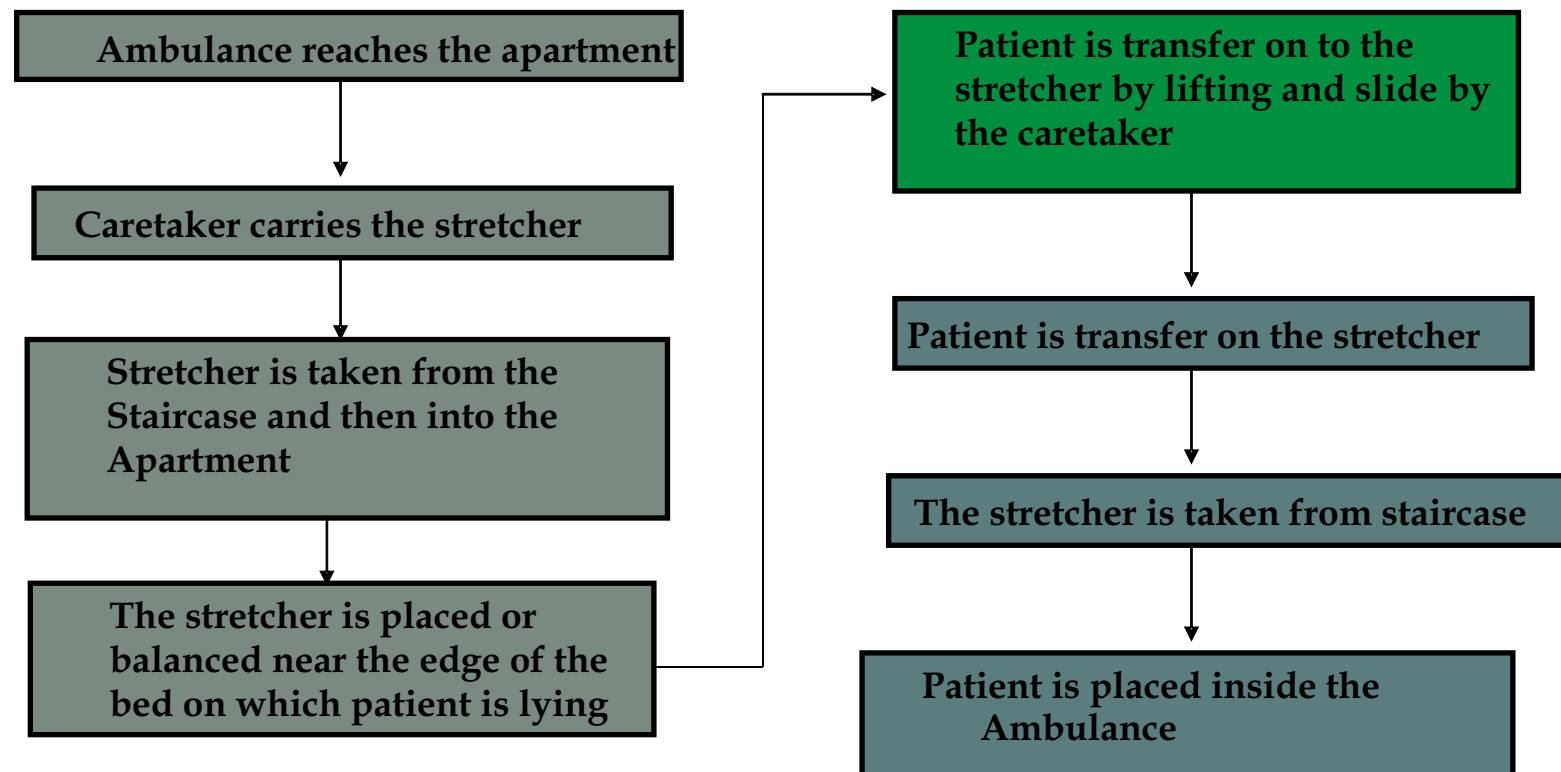 Ambulance reaches the apartment
Caretaker carries the stretcher
Stretcher is taken from the
Staircase and then into the
Apartment
The stretcher is placed or
balanced near the edge of the
bed on which patient is lying
Patient is transfer on to the
stretcher by lifting and slide by
the caretaker
Patient is transfer on the stretcher
The stretcher is taken from staircase
Patient is placed inside the
Ambulance